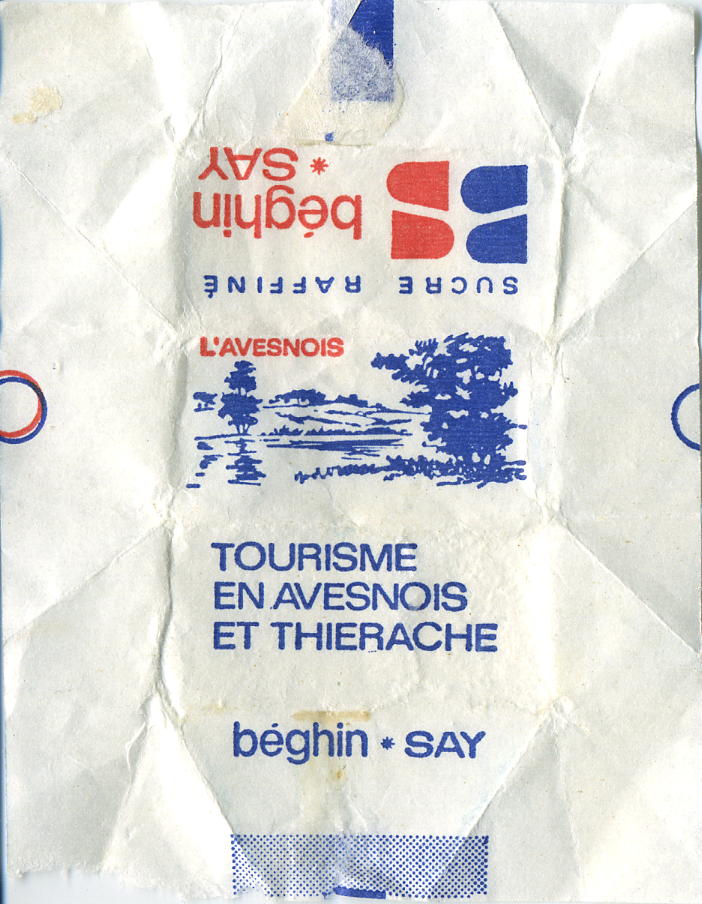 béghin *
SAY
SUCRE RAFFINÉ
L'AVESNOIS
TOURISME
EN AVESNOIS
ET THIERACHE
béghin * SAY